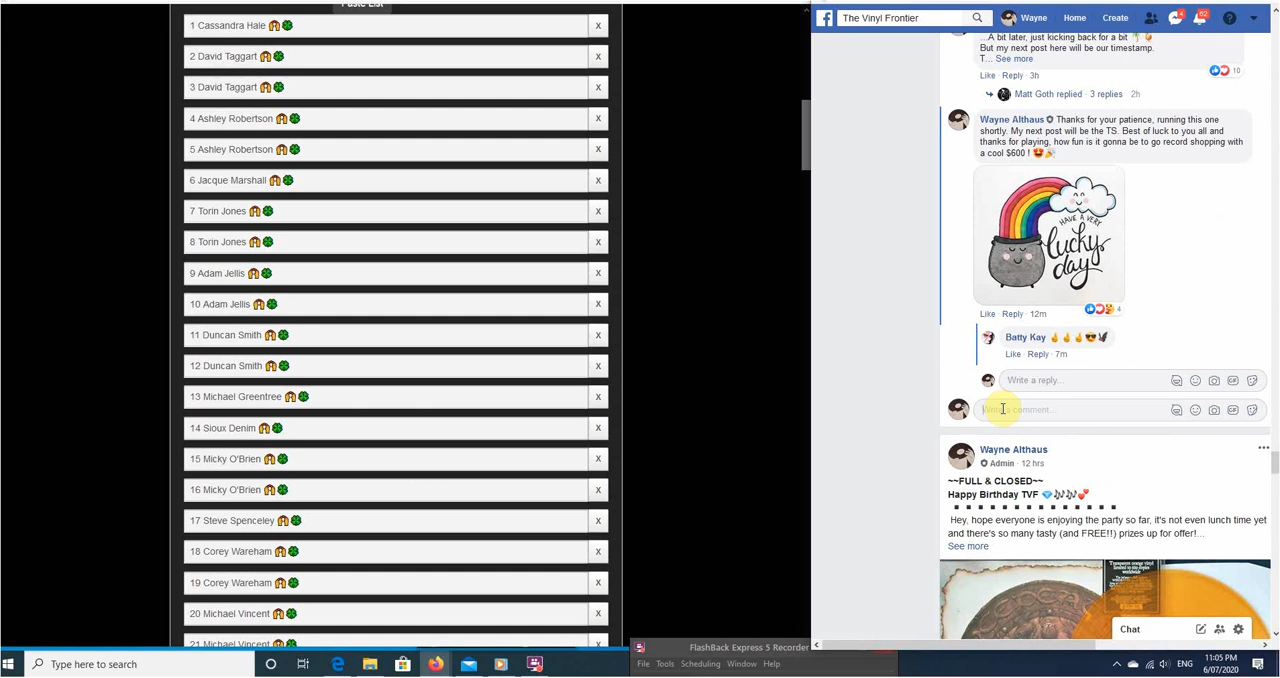 1 Cassandra Hale
X
2 David Taggart
X
3 David Taggart
X
4 Ashley Robertson
X
5 Ashley Robertson
X
6 Jacque Marshall
X
7 Torin Jones
X
8 Torin Jones
X
9 Adam Jellis
X
10 Adam Jellis
X
11 Duncan Smith
X
12 Duncan Smith
X
13 Michael Greentree
X
14 Sioux Denim
X
15 Micky O'Brien
X
16 Micky O'Brien
X
17 Steve Spenceley
X
18 Corey Wareham
X
19 Corey Wareham
X
20 Michael Vincent
X
21 Michael Vincent
X
The Vinyl Frontier
Wayne Home Create
4
62
...A bit later, just kicking back for a bit
But my next post here will be our timestamp.
T... See more
Like · Reply · 3h
10
Matt Goth replied · 3 replies · 2h
Wayne Althaus Thanks for your patience, running this one
shortly. My next post will be the TS. Best of luck to you all and
thanks for playing, how fun is it gonna be to go record shopping with
a cool $600 !
HAVE A VERY
lucky
day
Like · Reply · 12m
4
Batty Kay
Like · Reply · 7m
Write a reply...
Write a comment...
Wayne Althaus
Admin · 12 hrs
~~FULL & CLOSED~~
Happy Birthday TVF
Hey, hope everyone is enjoying the party so far, it's not even lunch time yet
and there's so many tasty (and FREE!!) prizes up for offer!...
See more
Chat
FlashBack Express 5 Recorder
File Tools Scheduling Window Help
Type here to search
ENG
11:05 PM
6/07/2020